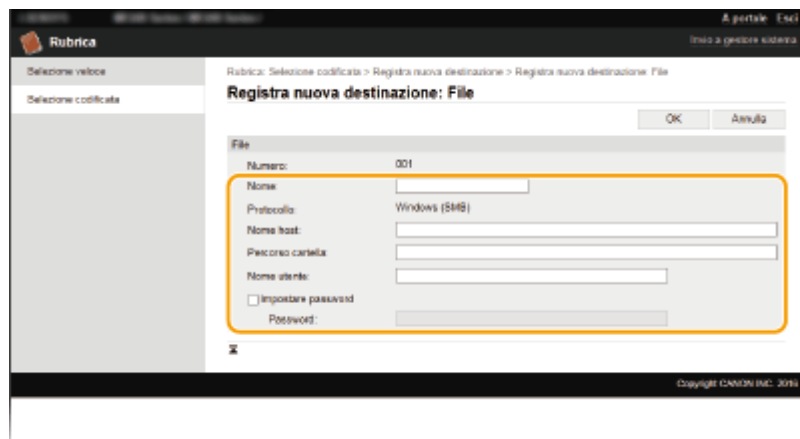 A portale Esci
Rubrica
Invio a gestore sistema
Selezione veloce
Selezione codificata
Rubrica: Selezione codificata > Registra nuova destinazione > Registra nuova destinazione: File
Registra nuova destinazione: File
OK Annulla
File
Numero: 001
Nome:
Protocollo: Windows (SMB)
Nome host:
Percorso cartella:
Nome utente:
Impostare password
Password:
Copyright CANON INC. 2016